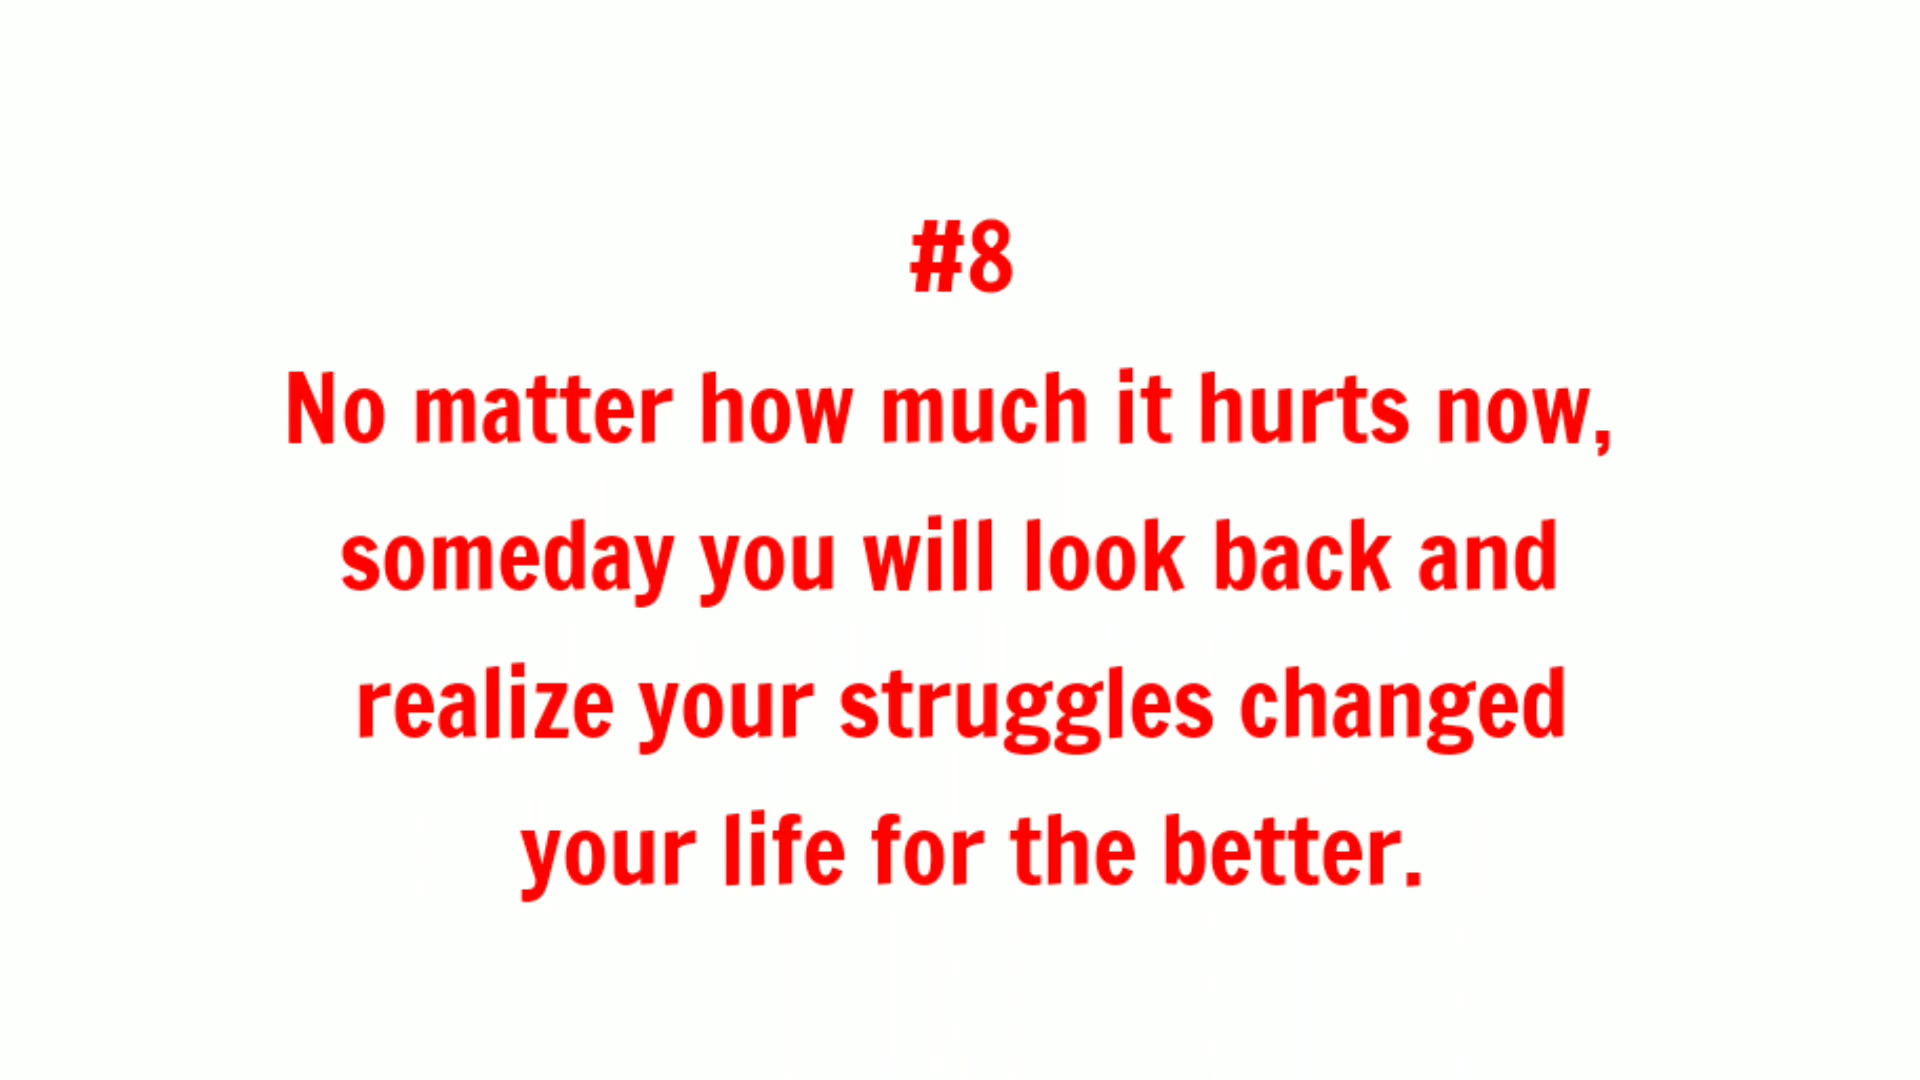 #8
No matter how much it hurts now,
someday you will look back and
realize your struggles changed
your life for the better.